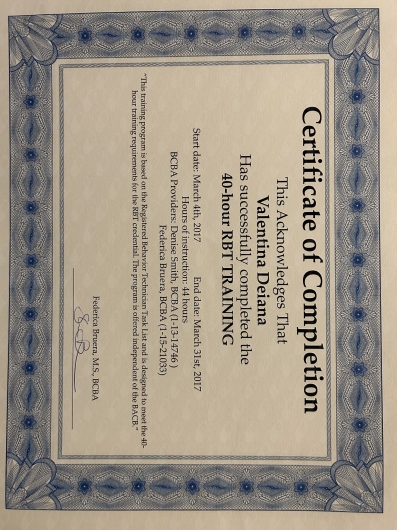 Certificate of Completion
This Acknowledges That
Valentina Deiana
Has successfully completed the
40-hour RBT TRAINING
Start date: March 4th, 2017 End date: March 31st, 2017
Hours of instruction: 44 hours
BCBA Providers: Denise Smith, BCBA (1-13-14746 )
Federica Bruera, BCBA (1-15-21033)
"This training program is based on the Registered Behavior Technician Task List and is designed to meet the 40-
hour training requirements for the RBT credential. The program is offered independent of the BACB."
Federica Bruera, M.S., BCBA